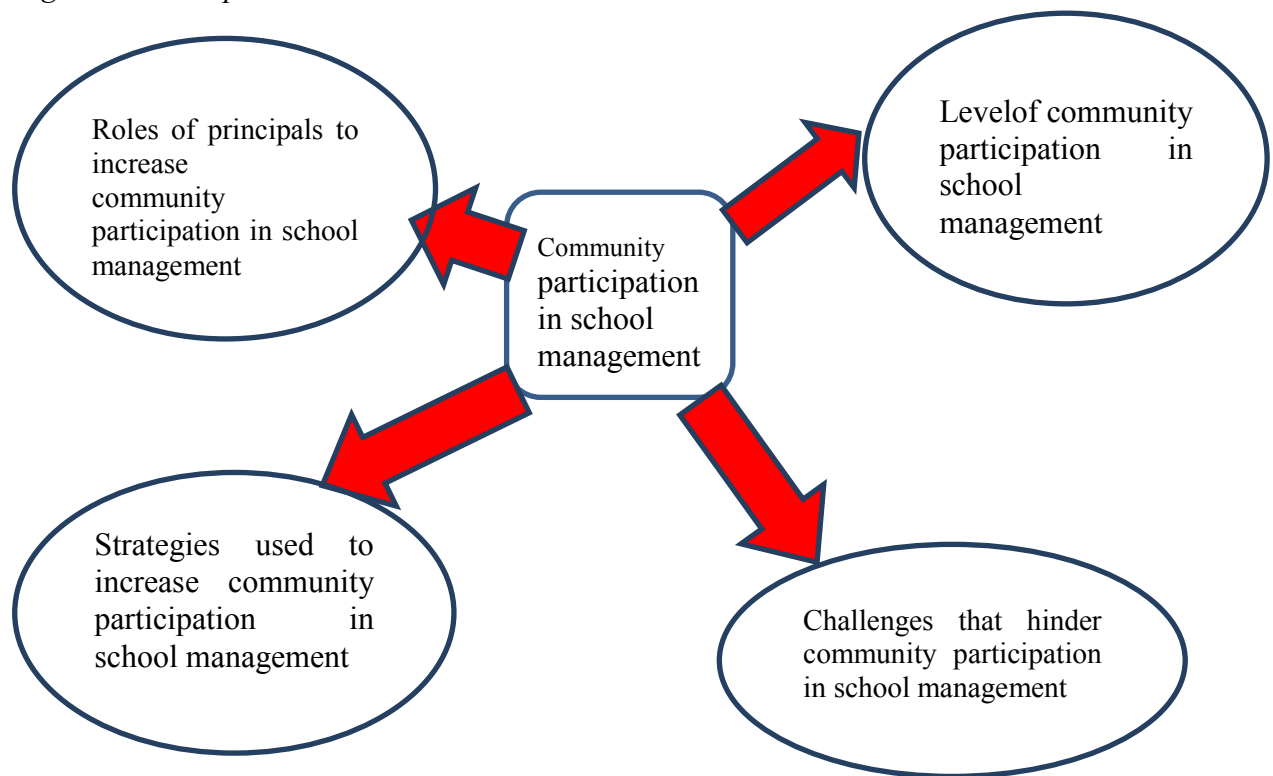 Roles of principals to
increase
community
participation in school
management
Levelof community
participation in
school
management
Community
participation
in school
management
Strategies used to
increase community
participation in
school management
Challenges that hinder
community participation
in school management